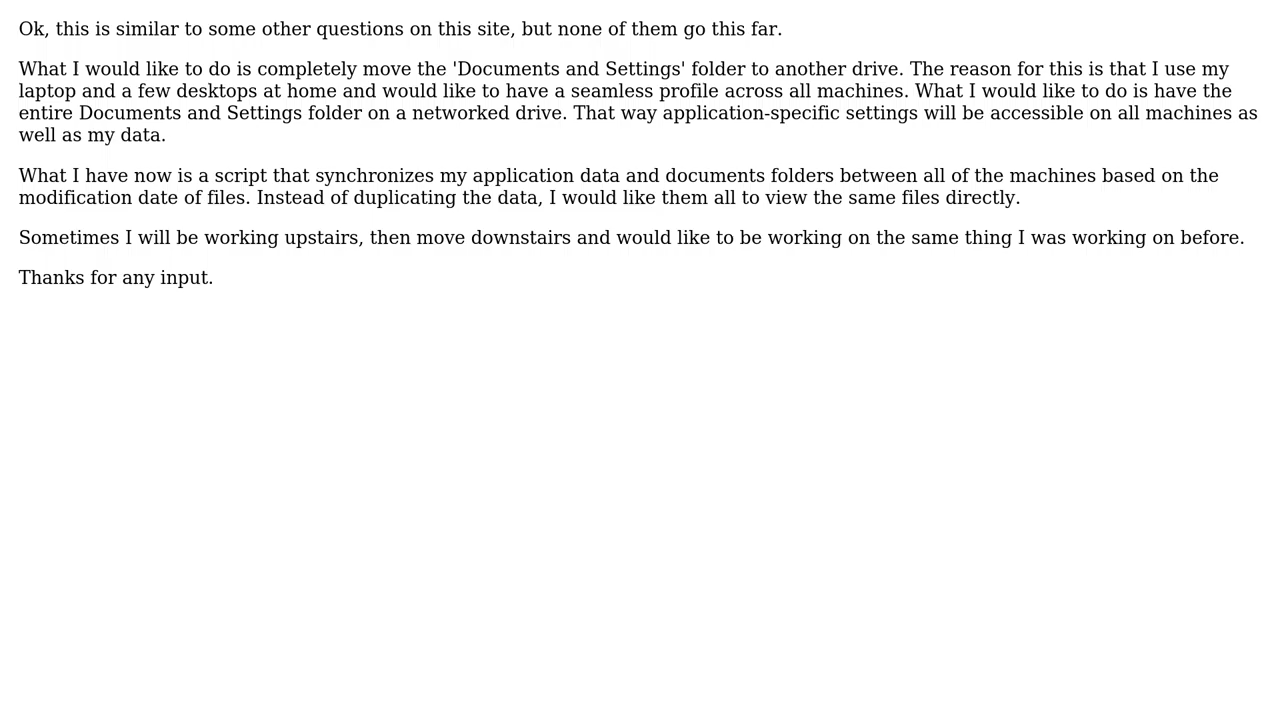 Ok, this is similar to some other questions on this site, but none of them go this far.
What I would like to do is completely move the 'Documents and Settings' folder to another drive. The reason for this is that I use my
laptop and a few desktops at home and would like to have a seamless profile across all machines. What I would like to do is have the
entire Documents and Settings folder on a networked drive. That way application-specific settings will be accessible on all machines as
well as my data.
What I have now is a script that synchronizes my application data and documents folders between all of the machines based on the
modification date of files. Instead of duplicating the data, I would like them all to view the same files directly.
Sometimes I will be working upstairs, then move downstairs and would like to be working on the same thing I was working on before.
Thanks for any input.